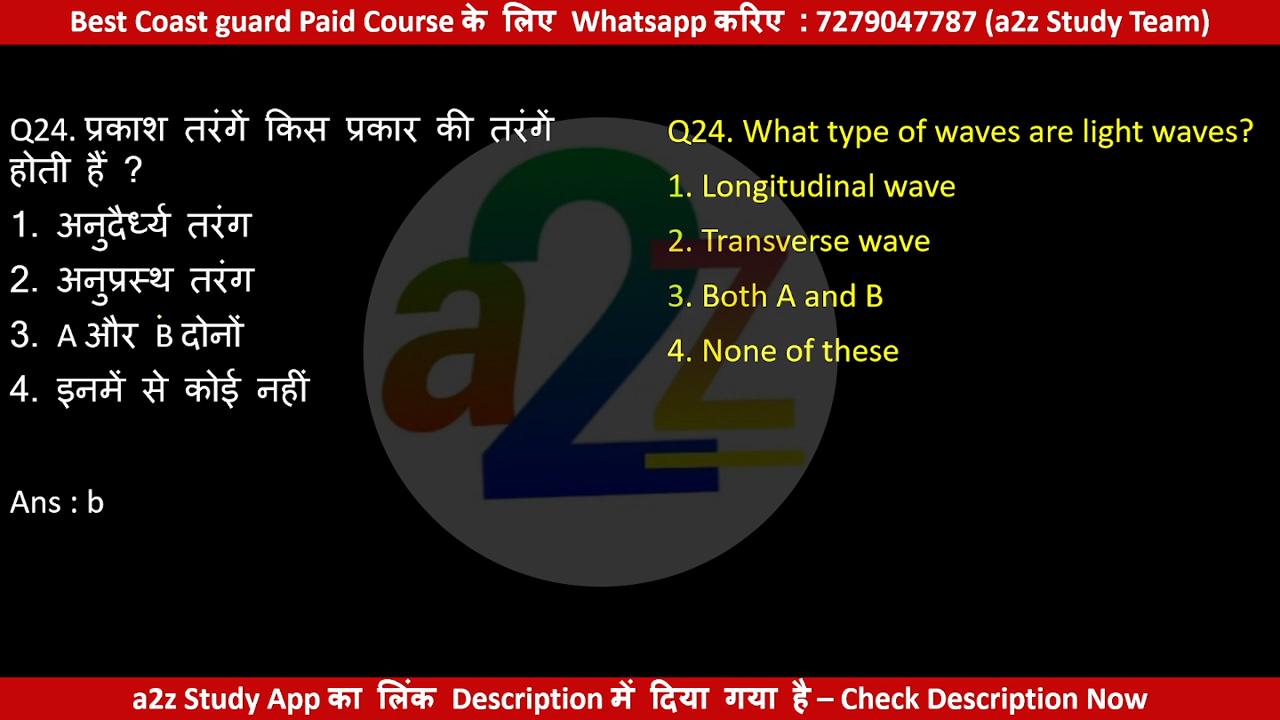 Best Coast guard Paid Course के लिए Whatsapp करिए : 7279047787 (a2z Study Team)
Q24. प्रकाश तरंगें किस प्रकार की तरंगें
होती हैं ?
1. अनुदैर्ध्य तरंग
2. अनुप्रस्थ तरंग
3. A और B दोनों
4. इनमें से कोई नहीं
Ans : b
Q24. What type of waves are light waves?
1. Longitudinal wave
2. Transverse wave
3. Both A and B
4. None of these
a2z
a2z Study App का लिंक Description में दिया गया है – Check Description Now